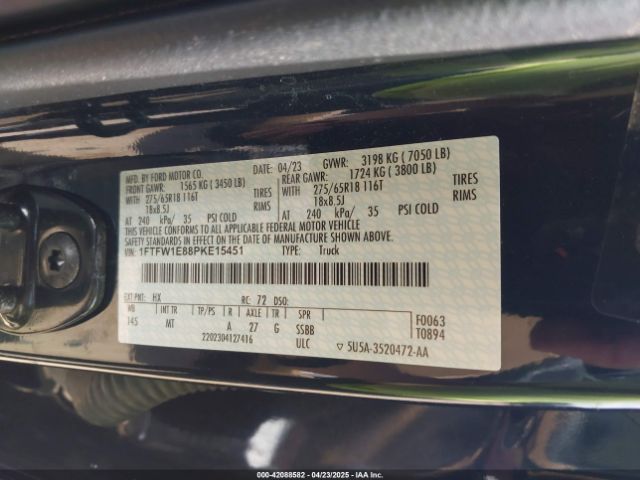 MFD. BY FORD MOTOR CO.
DATE: 04/23 GVWR: 3198 KG ( 7050 LB)
FRONT GAWR: 1565 KG ( 3450 LB)
REAR GAWR: 1724 KG ( 3800 LB)
WITH 275/65R18 116T TIRES
WITH 275/65R18 116T TIRES
18x8.5J RIMS
18x8.5J RIMS
AT 240 kPa/ 35 PSI COLD
AT 240 kPa/ 35 PSI COLD
THIS VEHICLE CONFORMS TO ALL APPLICABLE FEDERAL MOTOR VEHICLE
SAFETY STANDARDS IN EFFECT ON THE DATE OF MANUFACTURE SHOWN ABOVE.
VIN: 1FTFW1E88PKE15451 TYPE: Truck
EXT PNT: HX RC: 72 DSO:
WB INT TR TP/PS R AXLE TR SPR
145 MT A 27 G SSBB
F0063
T0894
2202304127416 ULC
▽ 5U5A-3520472-AA
000-42088582 - 04/23/2025 - IAA Inc.